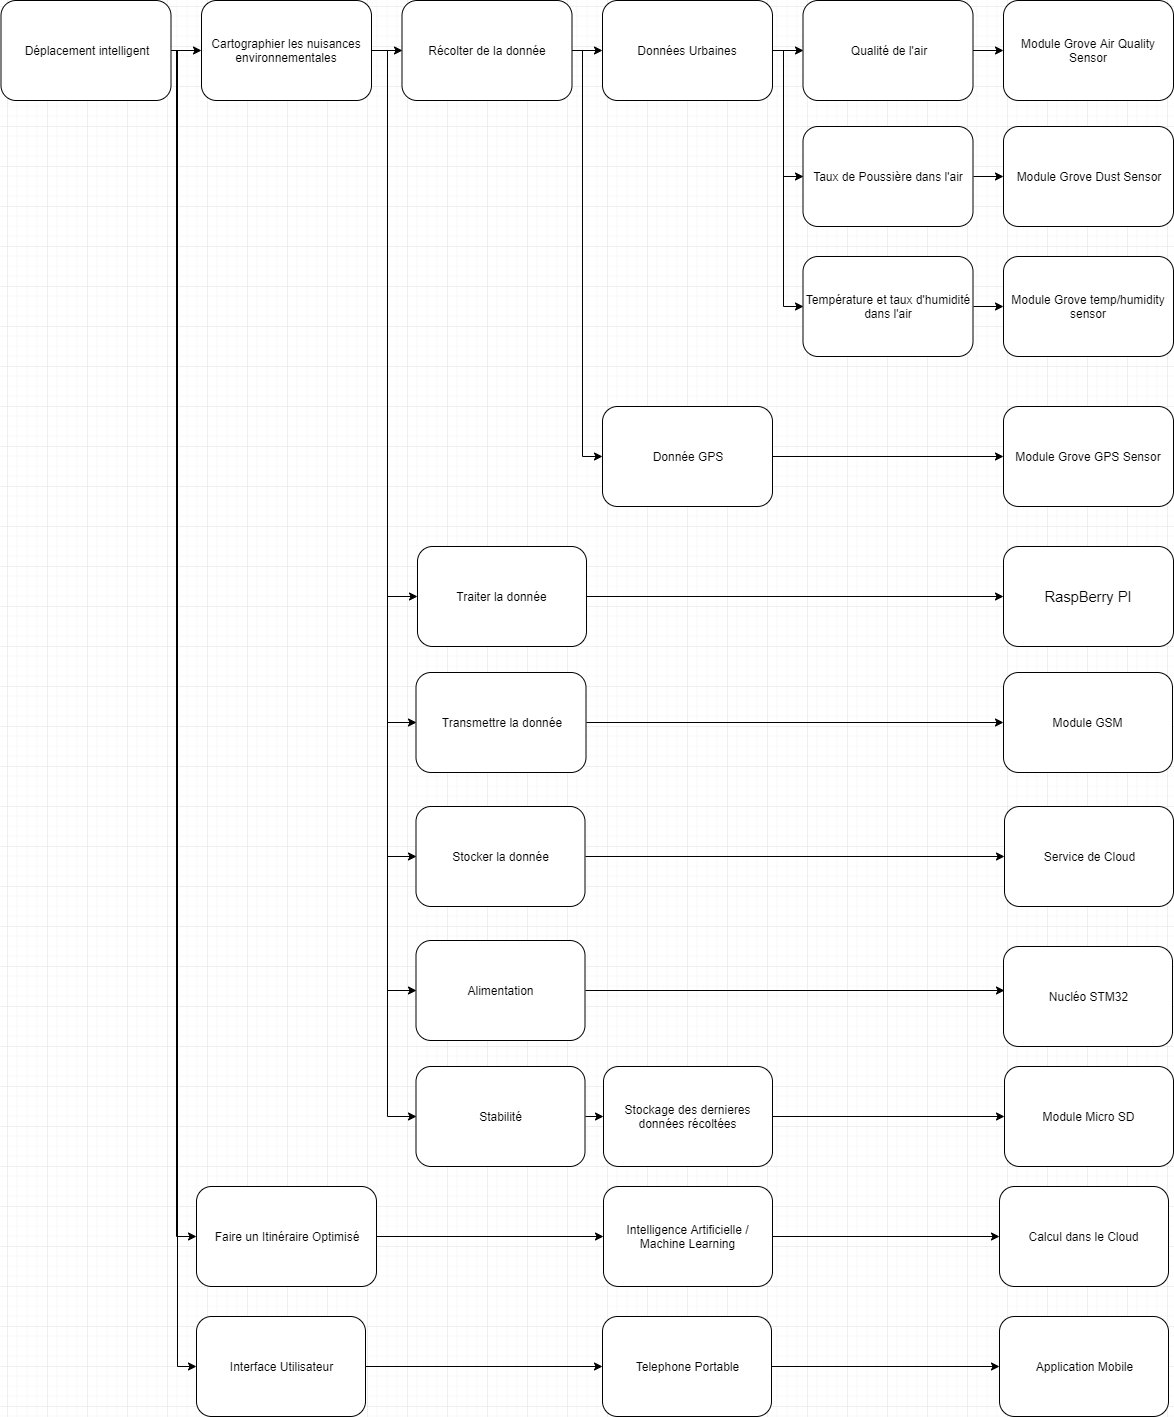 Déplacement intelligent
Cartographier les nuisances
environnementales
Récolter de la donnée
Données Urbaines
Qualité de l'air
Module Grove Air Quality
Sensor
Taux de Poussière dans l'air
Module Grove Dust Sensor
Température et taux d'humidité
dans l'air
Module Grove temp/humidity
sensor
Donnée GPS
Module Grove GPS Sensor
Traiter la donnée
RaspBerry PI
Transmettre la donnée
Module GSM
Stocker la donnée
Service de Cloud
Alimentation
Nucléo STM32
Stabilité
Stockage des dernieres
données récoltées
Module Micro SD
Faire un Itinéraire Optimisé
Intelligence Artificielle /
Machine Learning
Calcul dans le Cloud
Interface Utilisateur
Telephone Portable
Application Mobile